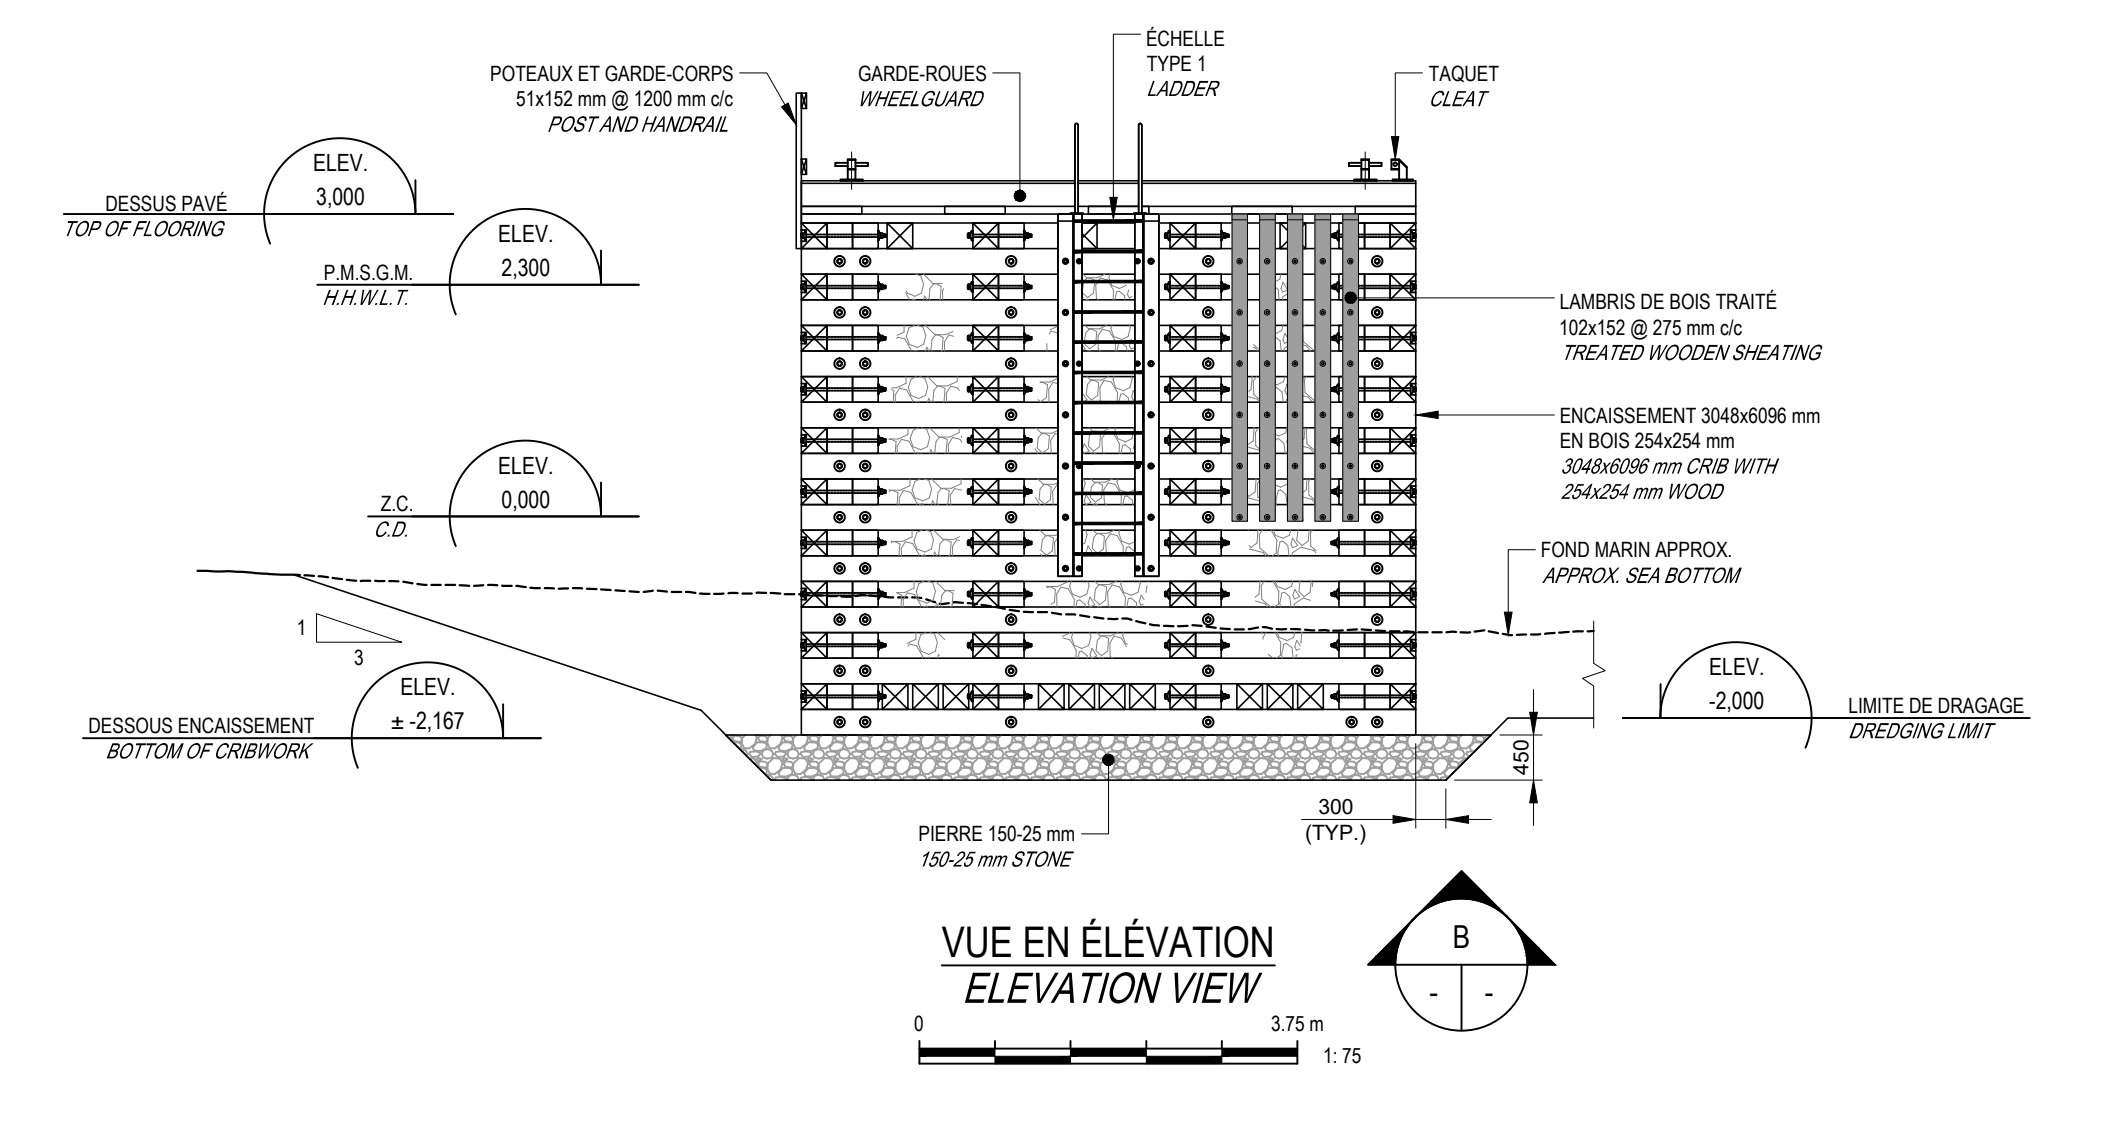 ÉCHELLE
TYPE 1
LADDER
POTEAUX ET GARDE-CORPS
51x152 mm @ 1200 mm c/c
POST AND HANDRAIL
GARDE-ROUES
WHEELGUARD
TAQUET
CLEAT
ELEV.
3,000
DESSUS PAVÉ
TOP OF FLOORING
ELEV.
2,300
P.M.S.G.M.
H.H.W.L.T.
LAMBRIS DE BOIS TRAITÉ
102x152 @ 275 mm c/c
TREATED WOODEN SHEATING
ENCAISSEMENT 3048x6096 mm
EN BOIS 254x254 mm
3048x6096 mm CRIB WITH
254x254 mm WOOD
ELEV.
0,000
Z.C.
C.D.
FOND MARIN APPROX.
APPROX. SEA BOTTOM
1
3
ELEV.
± -2,167
DESSOUS ENCAISSEMENT
BOTTOM OF CRIBWORK
ELEV.
-2,000
LIMITE DE DRAGAGE
DREDGING LIMIT
450
300
(TYP.)
PIERRE 150-25 mm
150-25 mm STONE
VUE EN ÉLÉVATION
ELEVATION VIEW
B
- -
0 3.75 m
1: 75